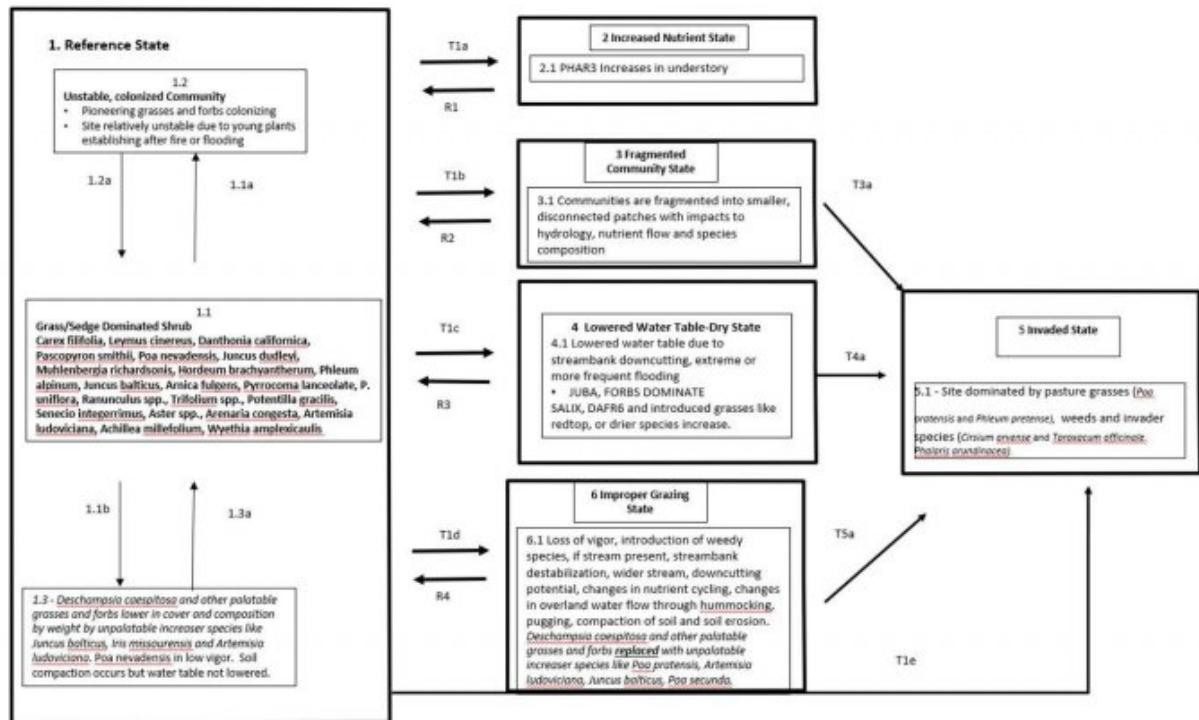 1. Reference State
1.2
Unstable, colonized Community
• Pioneering grasses and forbs colonizing
• Site relatively unstable due to young plants
establishing after fire or flooding
1.2a
1.1a
1.1
Grass/Sedge Dominated Shrub
Carex filifolia, Leymus cinereus, Danthonia californica,
Pascopyron smithii, Poa nevadensis, Juncus dudleyi,
Muhlenbergia richardsonis, Hordeum brachyantherum, Phleum
alpinum, Juncus balticus, Arnica fulgens, Pyrrocoma lanceolate, P.
uniflora, Ranunculus spp., Trifolium spp., Potentilla gracilis,
Senecio integerrimus, Aster spp., Arenaria congesta, Artemisia
ludoviciana, Achillea millefolium, Wyethia amplexicaulis
1.1b
1.3a
1.3 - Deschampsia caespitosa and other palatable
grasses and forbs lower in cover and composition
by weight by unpalatable increaser species like
Juncus balticus, Iris missourensis and Artemisia
ludoviciana. Poa nevadensis in low vigor. Soil
compaction occurs but water table not lowered.
T1a
R1
T1b
R2
T1c
R3
T1d
R4
2 Increased Nutrient State
2.1 PHAR3 Increases in understory
3 Fragmented
Community State
3.1 Communities are fragmented into smaller,
disconnected patches with impacts to
hydrology, nutrient flow and species
composition
4 Lowered Water Table-Dry State
4.1 Lowered water table due to
streambank downcutting, extreme or
more frequent flooding
• JUBA, FORBS DOMINATE
SALIX, DAFR6 and introduced grasses like
redtop, or drier species increase.
6 Improper Grazing
State
6.1 Loss of vigor, introduction of weedy
species, if stream present, streambank
destabilization, wider stream, downcutting
potential, changes in nutrient cycling, changes
in overland water flow through hummocking,
pugging, compaction of soil and soil erosion.
Deschampsia caespitosa and other palatable
grasses and forbs replaced with unpalatable
increaser species like Poa pratensis, Artemisia
ludoviciana, Juncus balticus, Poa secunda.
T3a
T4a
T5a
T1e
5 Invaded State
5.1 - Site dominated by pasture grasses (Poa
pratensis and Phleum pretense), weeds and invader
species (Cirsium arvense and Taraxacum officinale,
Phalaris arundinacea)